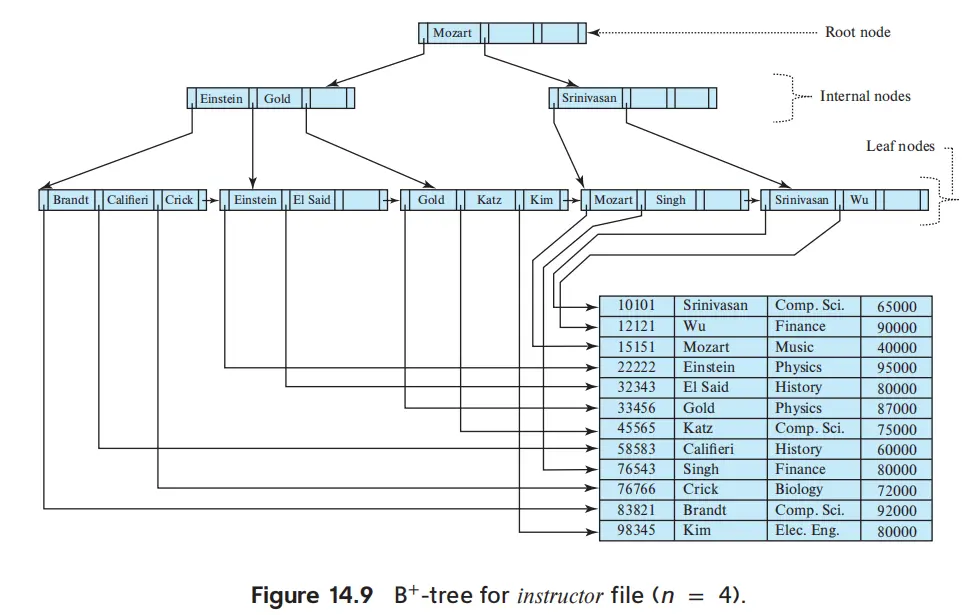 Mozart
Root node
Einstein Gold
Srinivasan
Internal nodes
Leaf nodes
Brandt Califieri Crick Einstein El Said Gold Katz Kim Mozart Singh Srinivasan Wu
10101 Srinivasan Comp. Sci. 65000
12121 Wu Finance 90000
15151 Mozart Music 40000
22222 Einstein Physics 95000
32343 El Said History 80000
33456 Gold Physics 87000
45565 Katz Comp. Sci. 75000
58583 Califieri History 60000
76543 Singh Finance 80000
76766 Crick Biology 72000
83821 Brandt Comp. Sci. 92000
98345 Kim Elec. Eng. 80000
Figure 14.9 B⁺-tree for instructor file (n = 4).